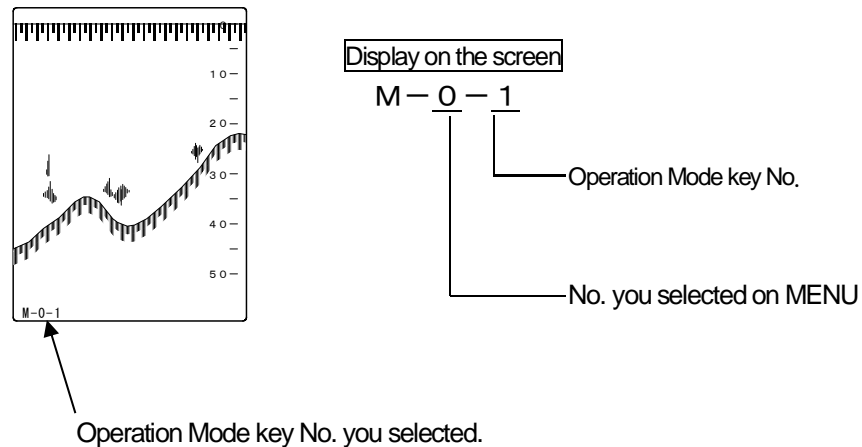 0
10
20
30
40
50
M-0-1
Display on the screen
M－0－1
Operation Mode key No.
No. you selected on MENU
Operation Mode key No. you selected.